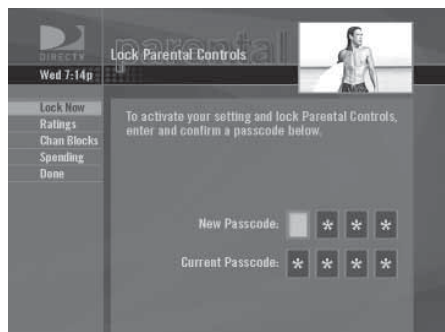 parental
DIRECTV
Lock Parental Controls
Wed 7:14p
Lock Now
Ratings
Chan Blocks
Spending
Done
To activate your setting and lock Parental Controls,
enter and confirm a passcode below.
New Passcode: * * *
Current Passcode: * * * *